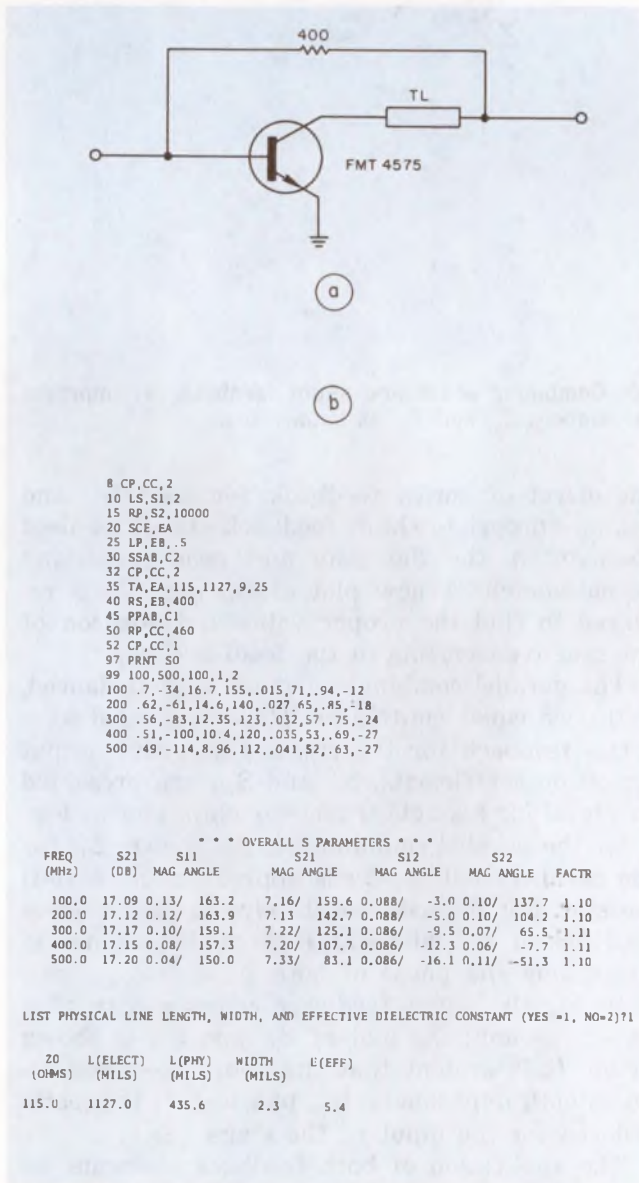 400
TL
FMT 4575
a
b
8 CP,CC,2
10 LS,S1,2
15 RP,S2,10000
20 SCE,EA
25 LP,EB,.5
30 SSAB,C2
32 CP,CC,2
35 TA,EA,115,1127,9,25
40 RS,EB,400
45 PPAB,C1
50 RP,CC,460
52 CP,CC,1
97 PRNT SO
99 100,500,100,1,2
100 .7,-34,16.7,155,.015,71,.94,-12
200 .62,-61,14.6,140,.027,65,.85,-18
300 .56,-83,12.35,123,.032,57,.75,-24
400 .51,-100,10.4,120,.035,53,.69,-27
500 .49,-114,8.96,112,.041,52,.63,-27
* * * OVERALL S PARAMETERS * * *
FREQ S21 S11 S21 S12 S22
(MHz) (DB) MAG ANGLE MAG ANGLE MAG ANGLE MAG ANGLE FACTR
100.0 17.09 0.13/ 163.2 7.16/ 159.6 0.088/ -3.0 0.10/ 137.7 1.10
200.0 17.12 0.12/ 163.9 7.13 142.7 0.088/ -5.0 0.10/ 104.2 1.10
300.0 17.17 0.10/ 159.1 7.22/ 125.1 0.086/ -9.5 0.07/ 65.5 1.11
400.0 17.15 0.08/ 157.3 7.20/ 107.7 0.086/ -12.3 0.06/ -7.7 1.11
500.0 17.20 0.04/ 150.0 7.33/ 83.1 0.086/ -16.1 0.11/ -51.3 1.10
LIST PHYSICAL LINE LENGTH, WIDTH, AND EFFECTIVE DIELECTRIC CONSTANT (YES =1, NO=2)?1
ZO L(ELECT) L(PHY) WIDTH E(EFF)
(OHMS) (MILS) (MILS) (MILS)
115.0 1127.0 435.6 2.3 5.4